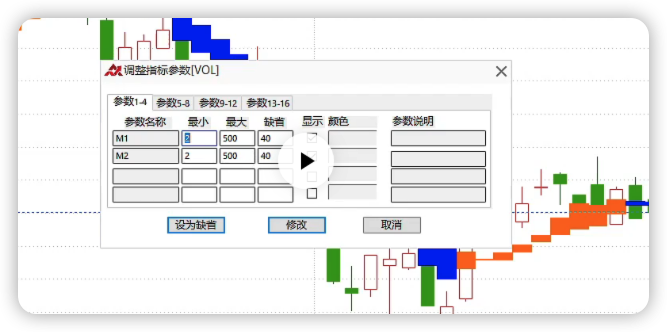 调整指标参数[VOL]
参数1-4 参数5-8 参数9-12 参数13-16
参数名称 最小 最大 缺省 显示 颜色 参数说明
M1 2 500 40
M2 2 500 40
设为缺省 修改 取消